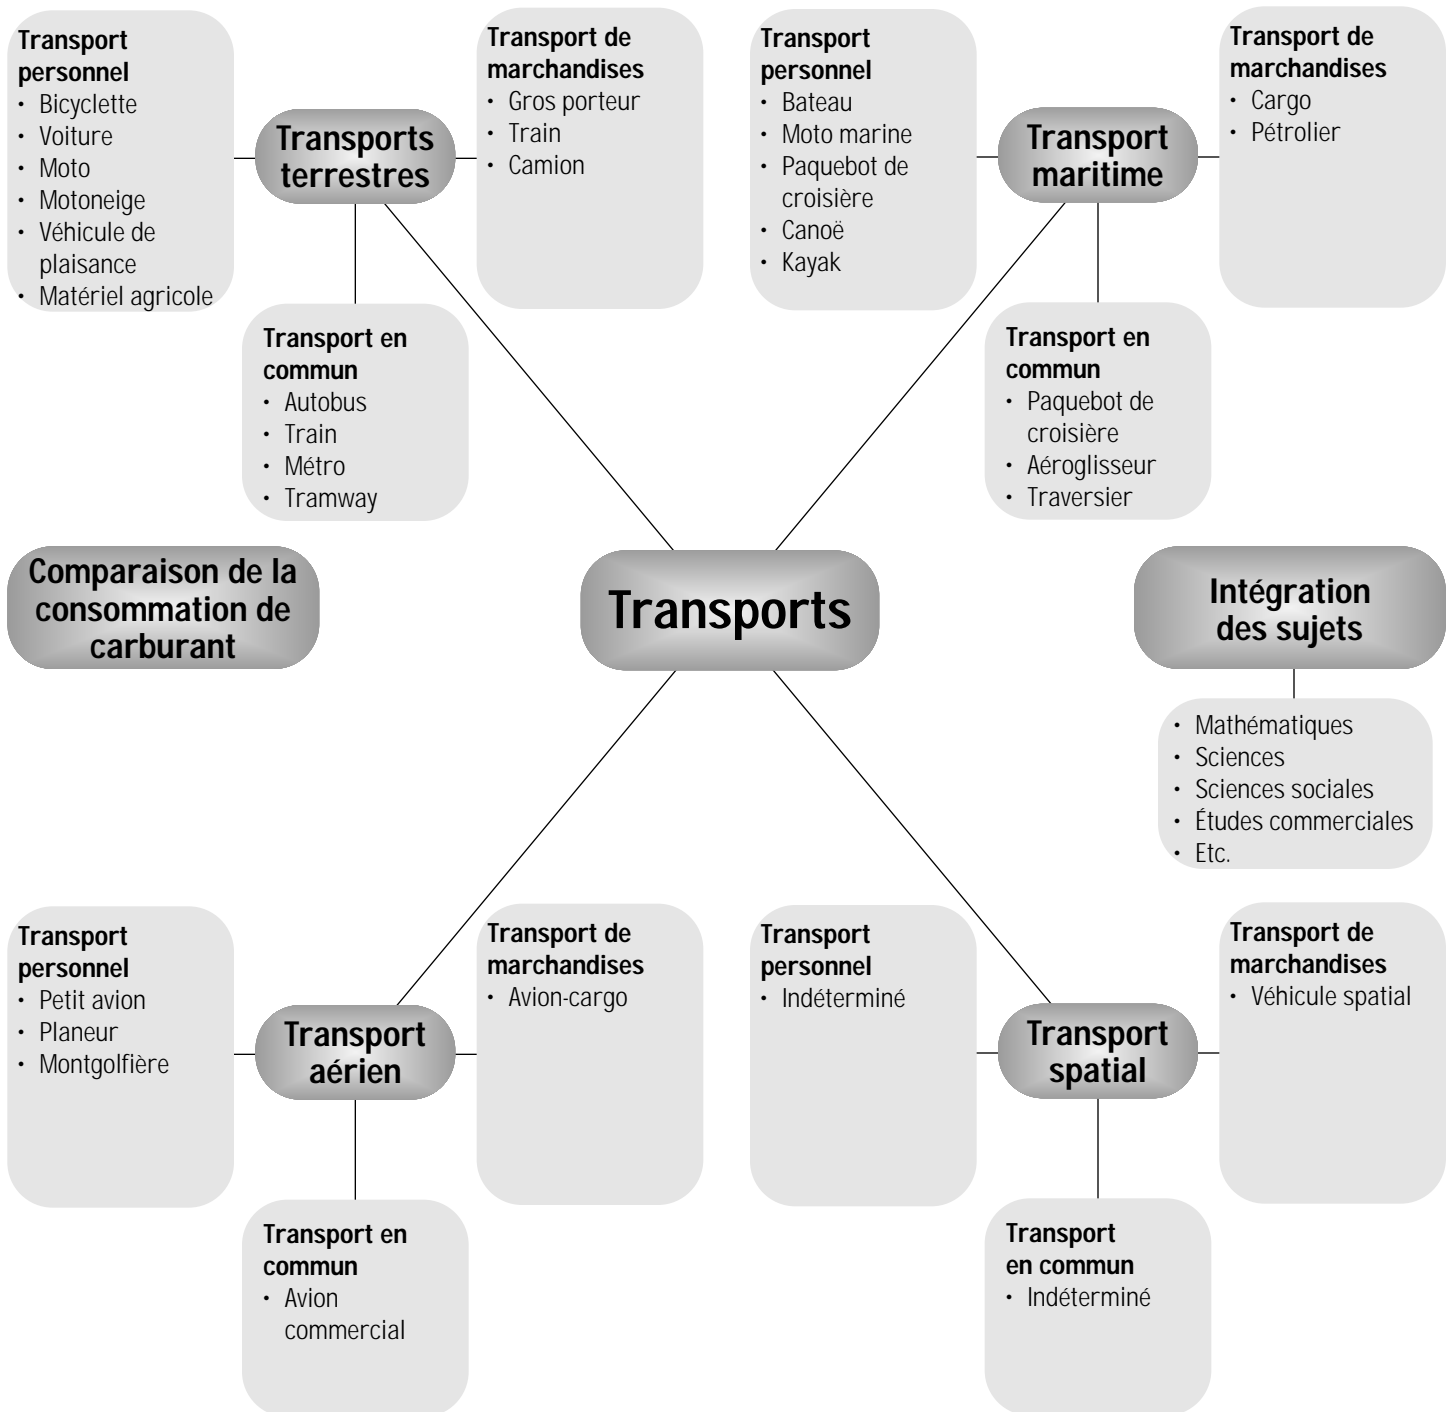 Transport
personnel
• Bicyclette
• Voiture
• Moto
• Motoneige
• Véhicule de
plaisance
• Matériel agricole
Transports
terrestres
Transport de
marchandises
• Gros porteur
• Train
• Camion
Transport en
commun
• Autobus
• Train
• Métro
• Tramway
Transport
personnel
• Bateau
• Moto marine
• Paquebot de
croisière
• Canoë
• Kayak
Transport
maritime
Transport de
marchandises
• Cargo
• Pétrolier
Transport en
commun
• Paquebot de
croisière
• Aéroglisseur
• Traversier
Comparaison de la
consommation de
carburant
Transports
Intégration
des sujets
• Mathématiques
• Sciences
• Sciences sociales
• Études commerciales
• Etc.
Transport
personnel
• Petit avion
• Planeur
• Montgolfière
Transport
aérien
Transport de
marchandises
• Avion-cargo
Transport en
commun
• Avion
commercial
Transport
personnel
• Indéterminé
Transport
spatial
Transport de
marchandises
• Véhicule spatial
Transport
en commun
• Indéterminé